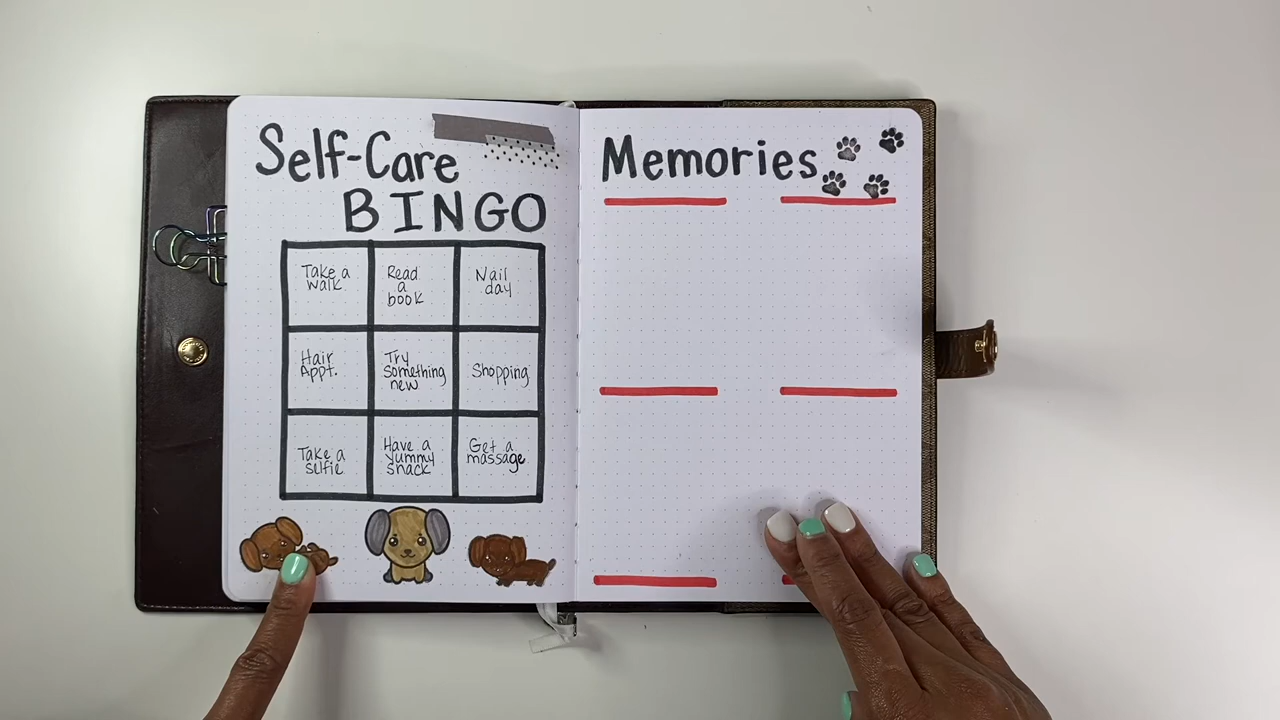 Self-Care
BINGO
Take a
walk
Read
a
book
Nail
day
Hair
Appt.
Try
Something
new
Shopping
Take a
selfie
Have a
yummy
snack
Get a
massage
Memories